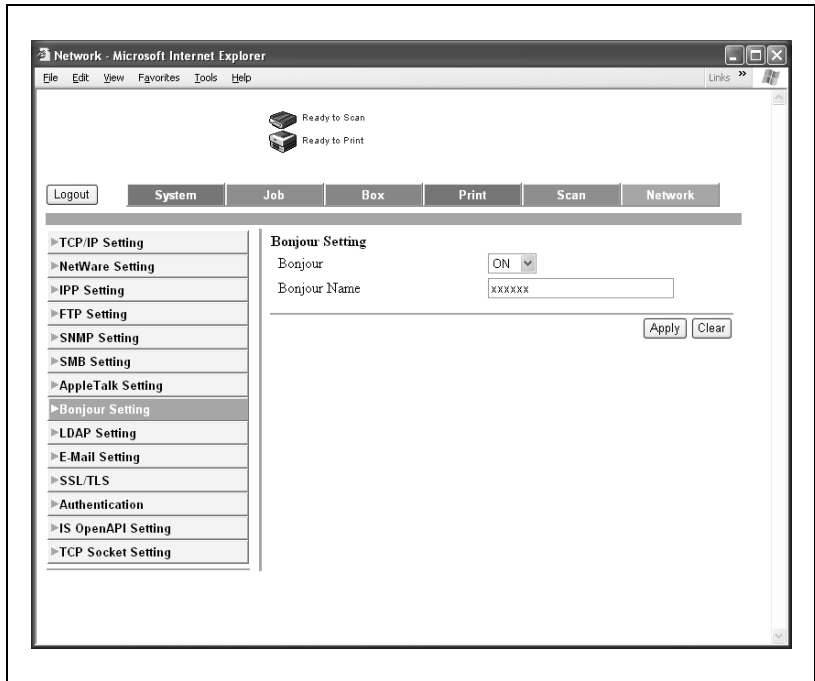 Network - Microsoft Internet Explorer
File Edit View Favorites Tools Help Links »
Ready to Scan
Ready to Print
Logout System Job Box Print Scan Network
TCP/IP Setting
NetWare Setting
IPP Setting
FTP Setting
SNMP Setting
SMB Setting
AppleTalk Setting
Bonjour Setting
LDAP Setting
E-Mail Setting
SSL/TLS
Authentication
IS OpenAPI Setting
TCP Socket Setting
Bonjour Setting
Bonjour ON
Bonjour Name xxxxxx
Apply Clear